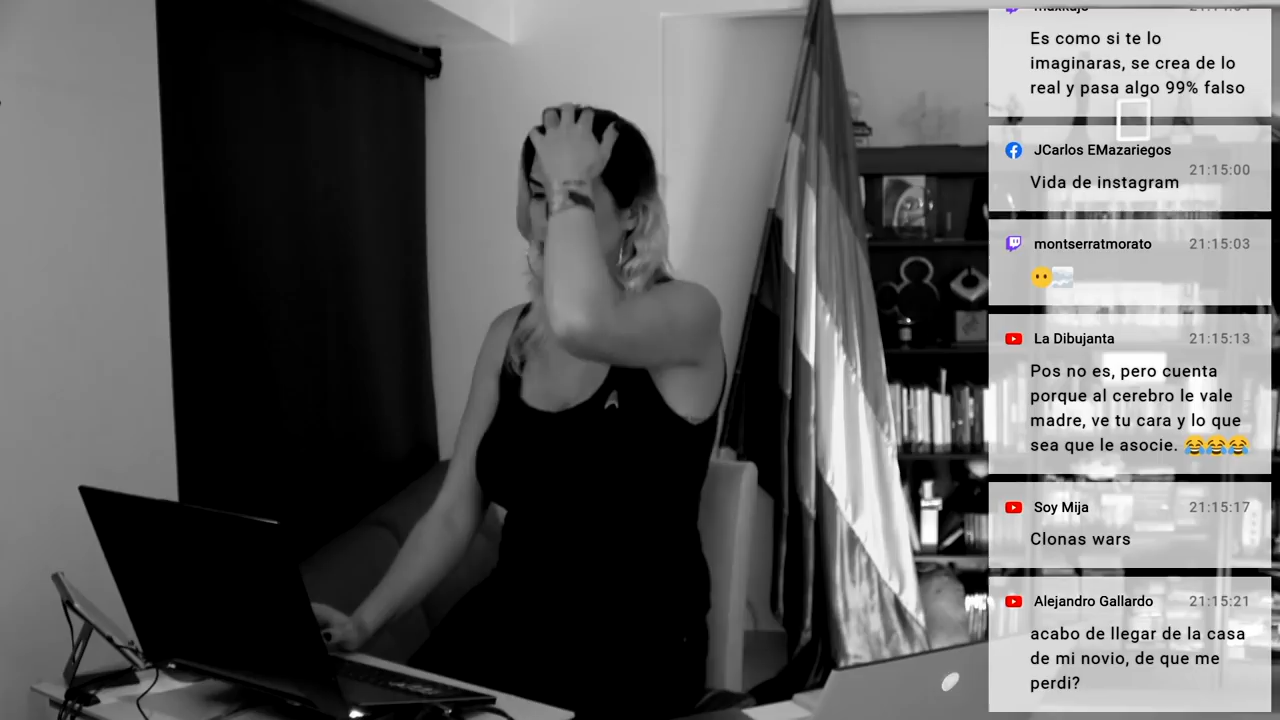 Es como si te lo
imaginaras, se crea de lo
real y pasa algo 99% falso
JCarlos EMazariegos
21:15:00
Vida de instagram
montserratmorato 21:15:03
La Dibujanta 21:15:13
Pos no es, pero cuenta
porque al cerebro le vale
madre, ve tu cara y lo que
sea que le asocie. 😂😂😂
Soy Mija 21:15:17
Clonas wars
Alejandro Gallardo 21:15:21
acabo de llegar de la casa
de mi novio, de que me
perdi?